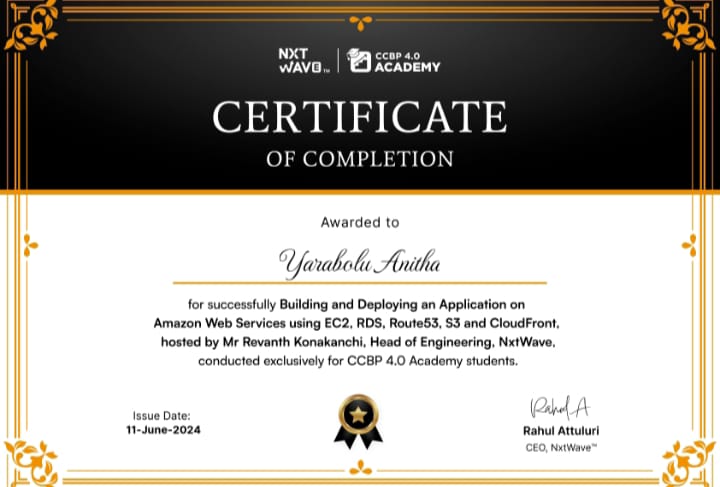 NXT WAVE™
CCBP 4.0 ACADEMY
CERTIFICATE
OF COMPLETION
Awarded to
Yarabolu Anitha
for successfully Building and Deploying an Application on
Amazon Web Services using EC2, RDS, Route53, S3 and CloudFront,
hosted by Mr Revanth Konakanchi, Head of Engineering, NxtWave,
conducted exclusively for CCBP 4.0 Academy students.
Issue Date:
11-June-2024
Rahul A
Rahul Attuluri
CEO, NxtWave™